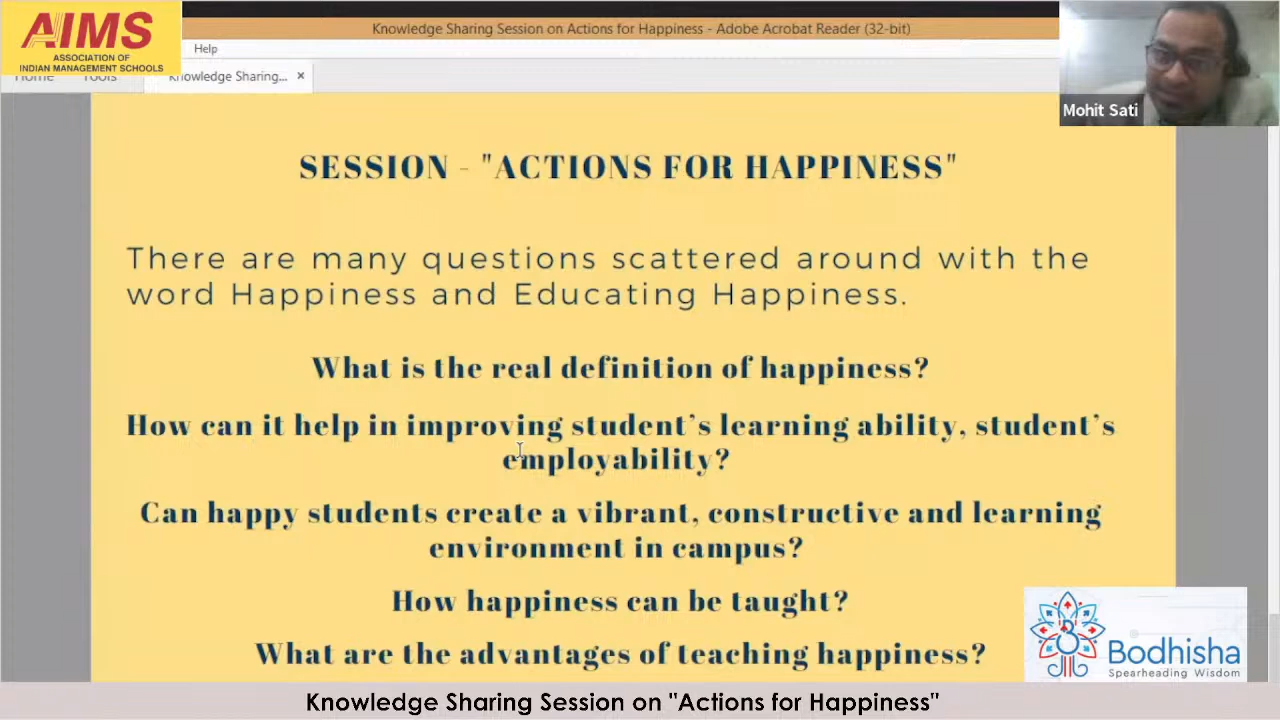 AIMS
ASSOCIATION OF
INDIAN MANAGEMENT SCHOOLS
Knowledge Sharing Session on Actions for Happiness - Adobe Acrobat Reader (32-bit)
Help
Home Tools Knowledge Sharing... ×
Mohit Sati
SESSION - "ACTIONS FOR HAPPINESS"
There are many questions scattered around with the
word Happiness and Educating Happiness.
What is the real definition of happiness?
How can it help in improving student's learning ability, student's
employability?
Can happy students create a vibrant, constructive and learning
environment in campus?
How happiness can be taught?
What are the advantages of teaching happiness?
Bodhisha
Spearheading Wisdom
Knowledge Sharing Session on "Actions for Happiness"